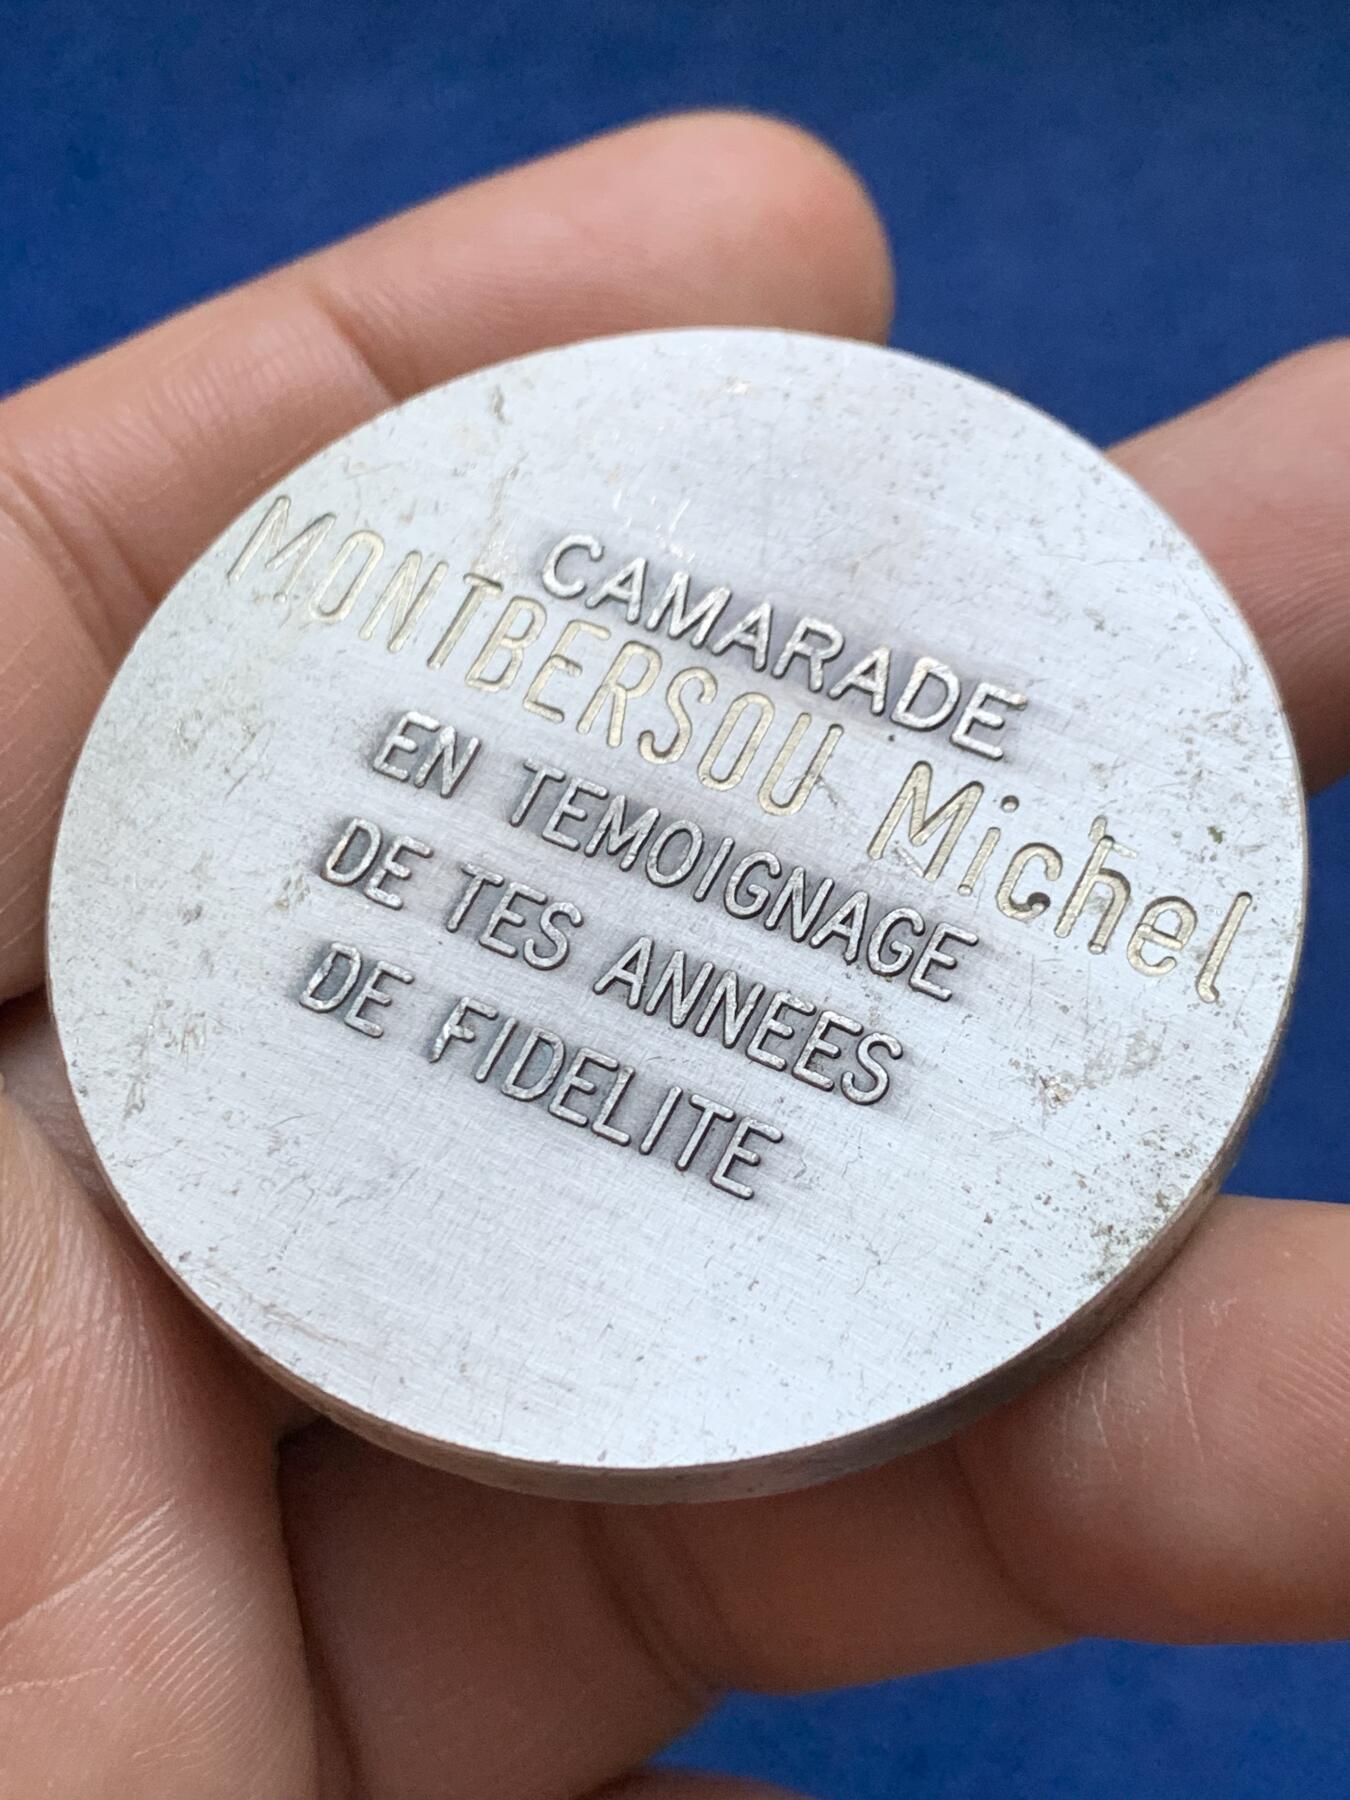 CAMARADE
MONTBERSOU Michel
EN TEMOIGNAGE
DE TES ANNEES
DE FIDELITE